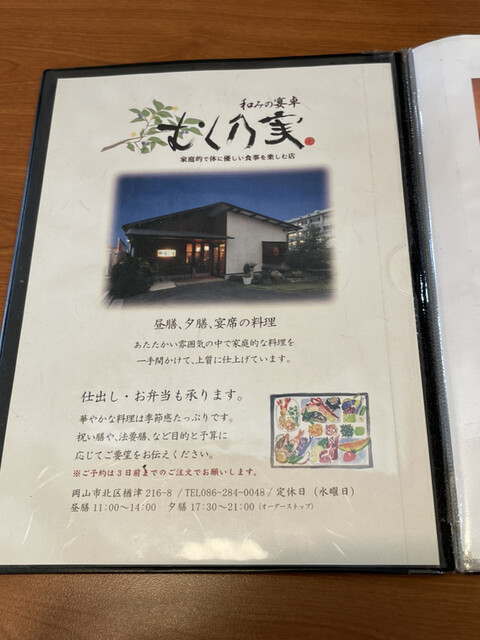 和みの宴卓
むく乃実
家庭的で体に優しい食事を楽しむ店
昼膳、夕膳、宴席の料理
あたたかい雰囲気の中で家庭的な料理を
一手間かけて、上質に仕上げています。
仕出し・お弁当も承ります。
華やかな料理は季節感たっぷりです。
祝い膳や、法要膳、など目的と予算に
応じてご要望をお伝えください。
※ご予約は3日前までのご注文でお願いします。
岡山市北区楢津 216-8 /TEL086-284-0048/ 定休日(水曜日)
昼膳 11:00〜14:00 夕膳 17:30〜21:00 (オーダーストップ)